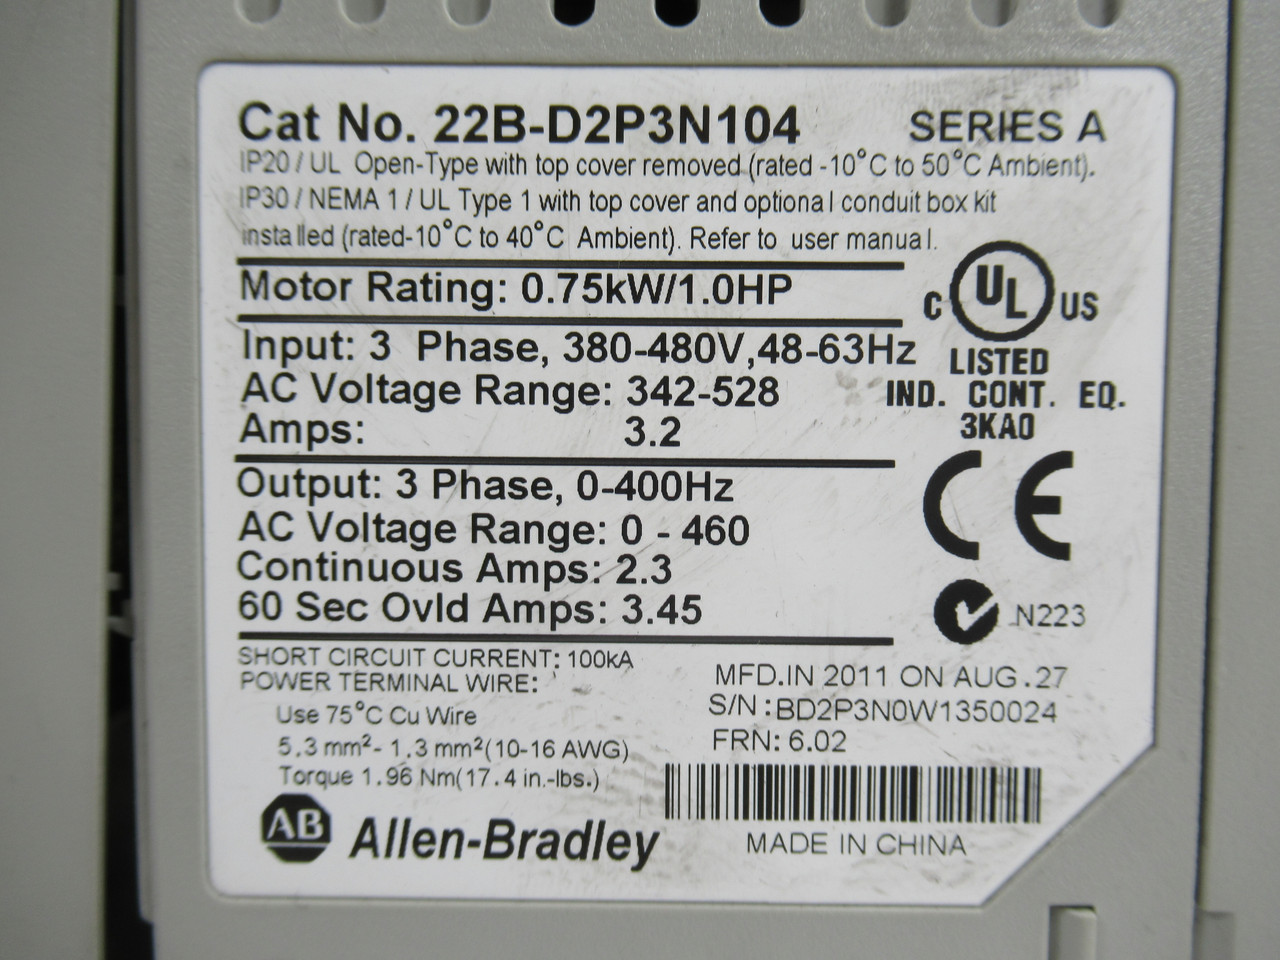 Cat No. 22B-D2P3N104 SERIES A
IP20/UL Open-Type with top cover removed (rated -10°C to 50°C Ambient).
IP30/NEMA 1/UL Type 1 with top cover and optional conduit box kit
installed (rated-10°C to 40°C Ambient). Refer to user manual.
Motor Rating: 0.75kW/1.0HP
C UL US
Input: 3 Phase, 380-480V,48-63Hz
LISTED
AC Voltage Range: 342-528
IND. CONT. EQ.
Amps: 3.2
3KA0
CE
Output: 3 Phase, 0-400Hz
AC Voltage Range: 0 - 460
Continuous Amps: 2.3
60 Sec Ovld Amps: 3.45
N223
SHORT CIRCUIT CURRENT: 100kA
POWER TERMINAL WIRE:
Use 75°C Cu Wire
5.3 mm²- 1.3 mm²(10-16 AWG)
Torque 1.96 Nm(17.4 in.-lbs.)
MFD.IN 2011 ON AUG.27
S/N:BD2P3N0W1350024
FRN: 6.02
AB Allen-Bradley
MADE IN CHINA